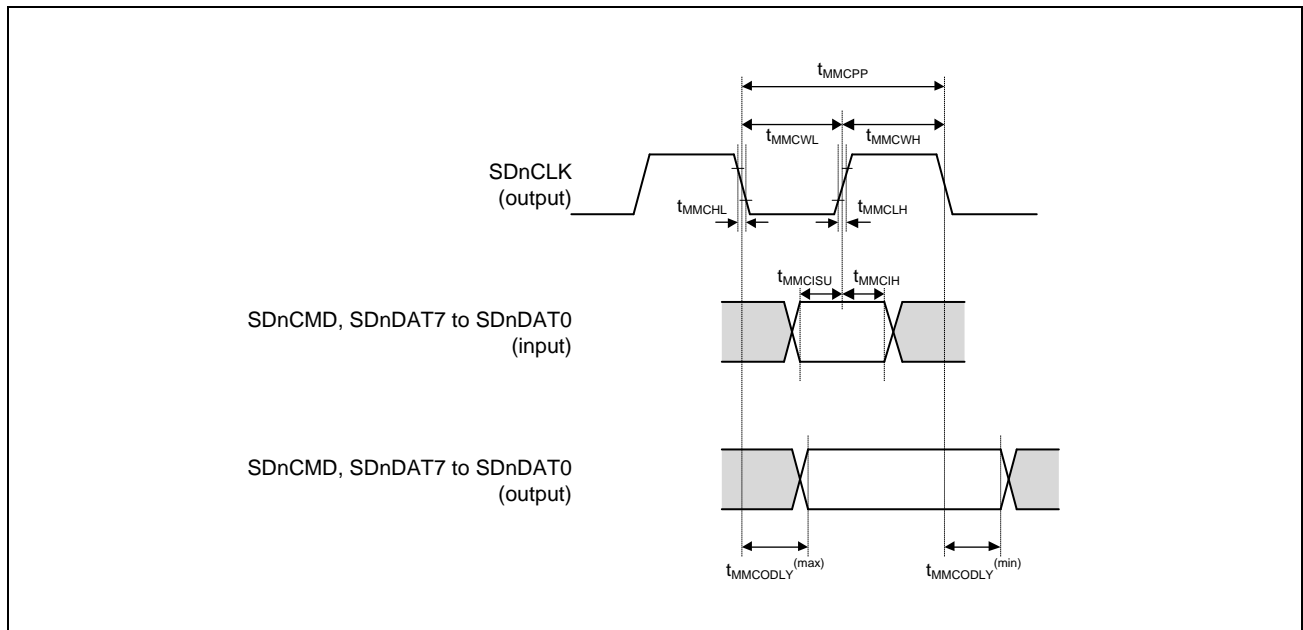 tMMCPP
tMMCWL tMMCWH
SDnCLK
(output)
tMMCHL tMMCLH
tMMCISU tMMCIH
SDnCMD, SDnDAT7 to SDnDAT0
(input)
SDnCMD, SDnDAT7 to SDnDAT0
(output)
tMMCODLY(max) tMMCODLY(min)